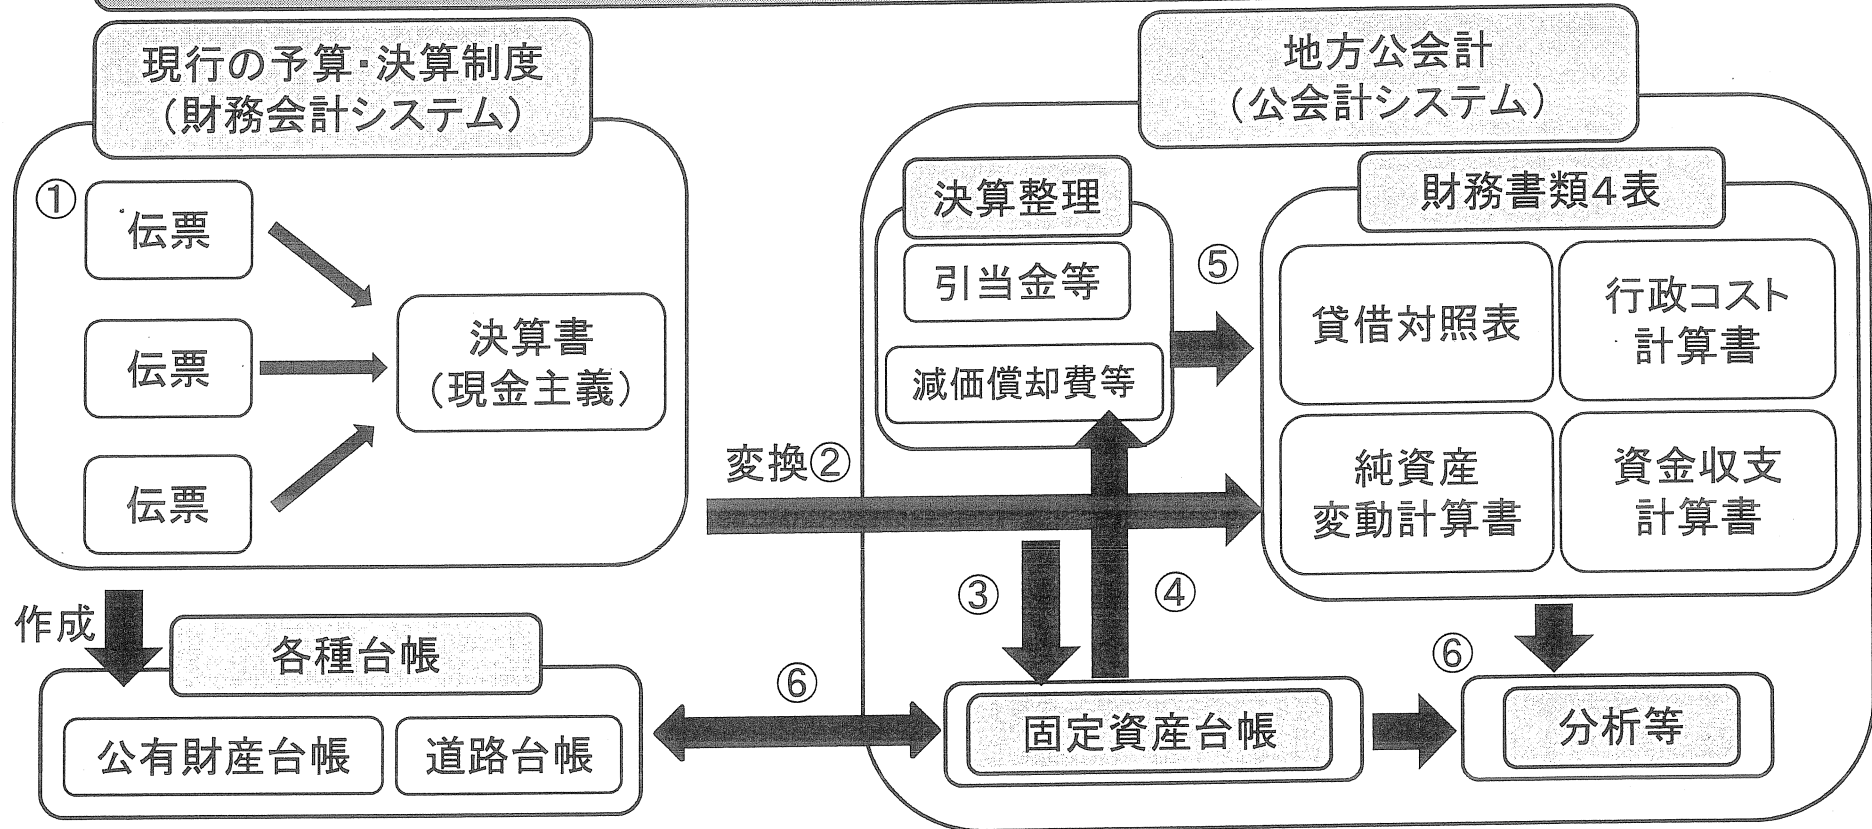 現行の予算・決算制度
(財務会計システム)
①
伝票
伝票
伝票
決算書
(現金主義)
作成
各種台帳
公有財産台帳
道路台帳
変換②
⑥
地方公会計
(公会計システム)
決算整理
引当金等
減価償却費等
⑤
財務書類4表
貸借対照表
行政コスト
計算書
純資産
変動計算書
資金収支
計算書
③
④
⑥
固定資産台帳
分析等